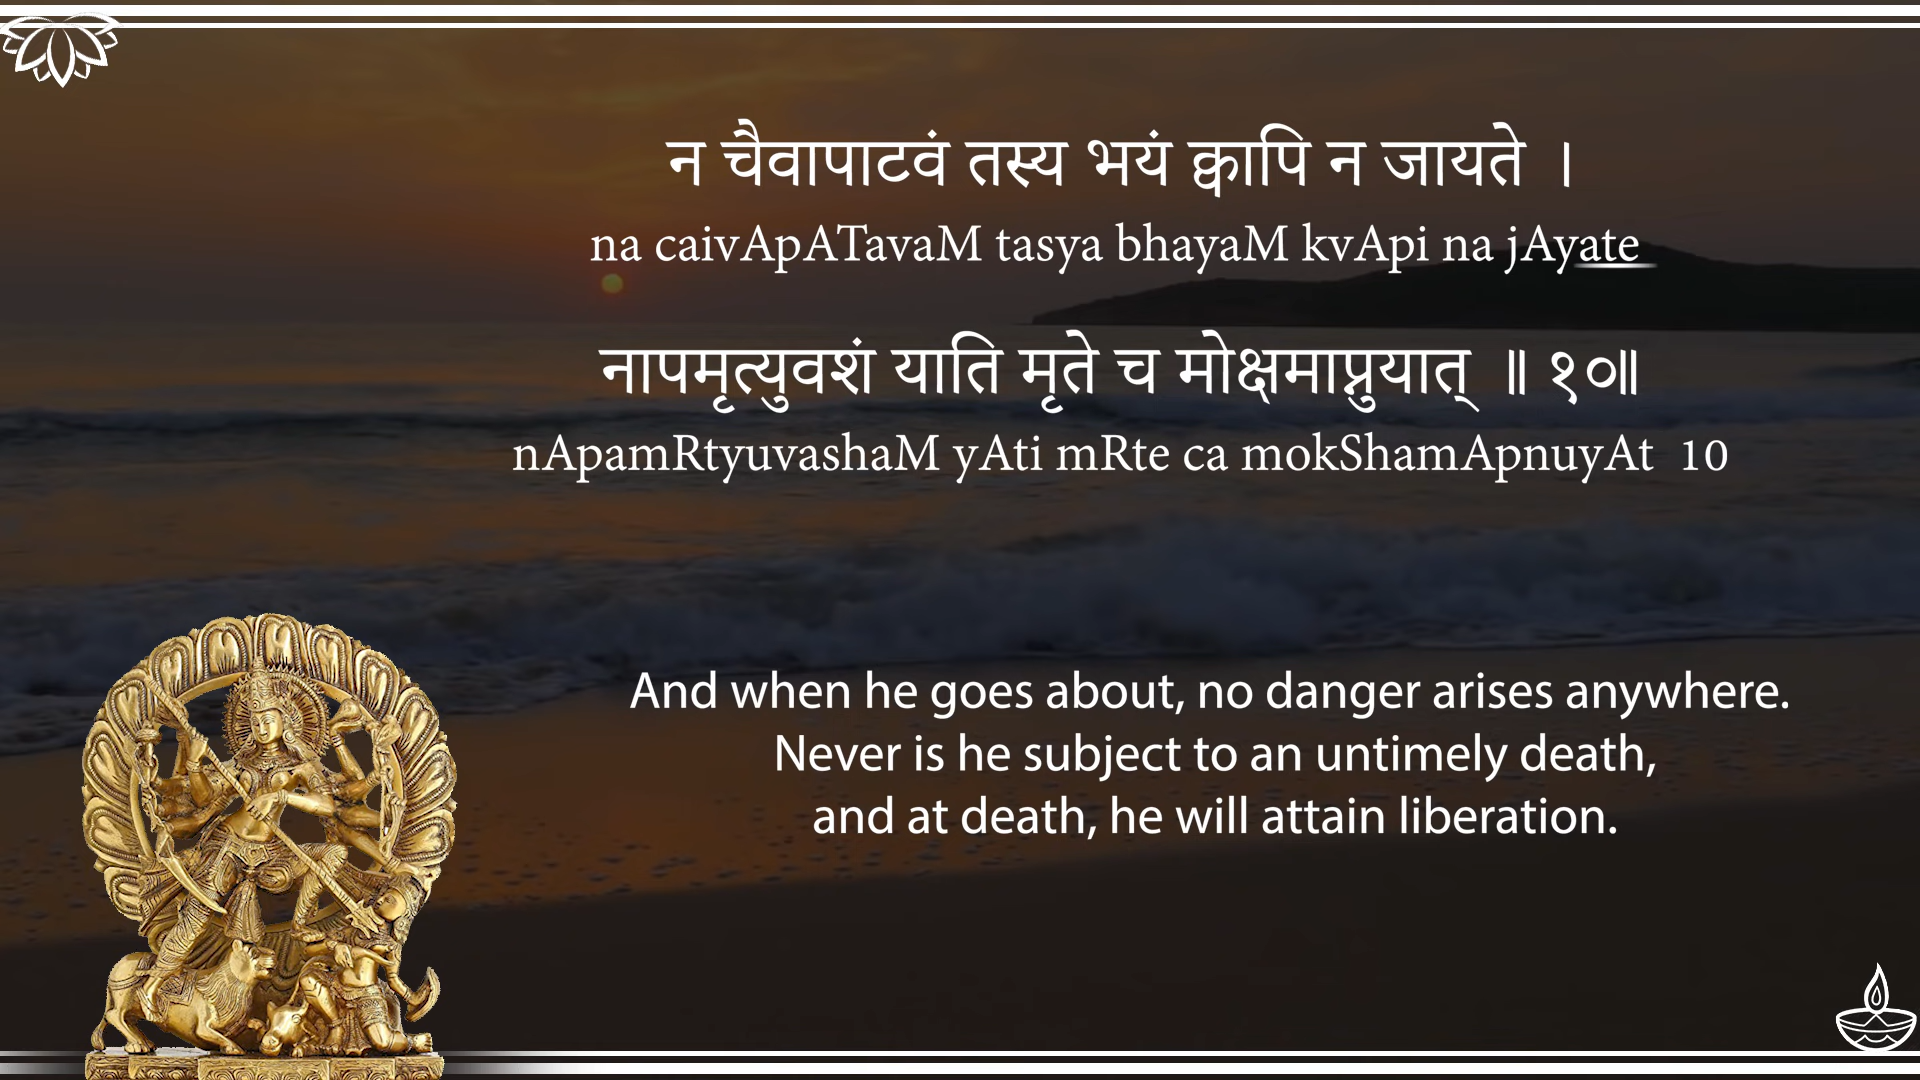 न चैवापाटवं तस्य भयं क्वापि न जायते ।
na caivApATavaM tasya bhayaM kvApi na jAyate
नापमृत्युवशं याति मृते च मोक्षमाप्नुयात् ॥ १०॥
nApamRtyuvashaM yAti mRte ca mokShamApnuyAt 10
And when he goes about, no danger arises anywhere.
Never is he subject to an untimely death,
and at death, he will attain liberation.